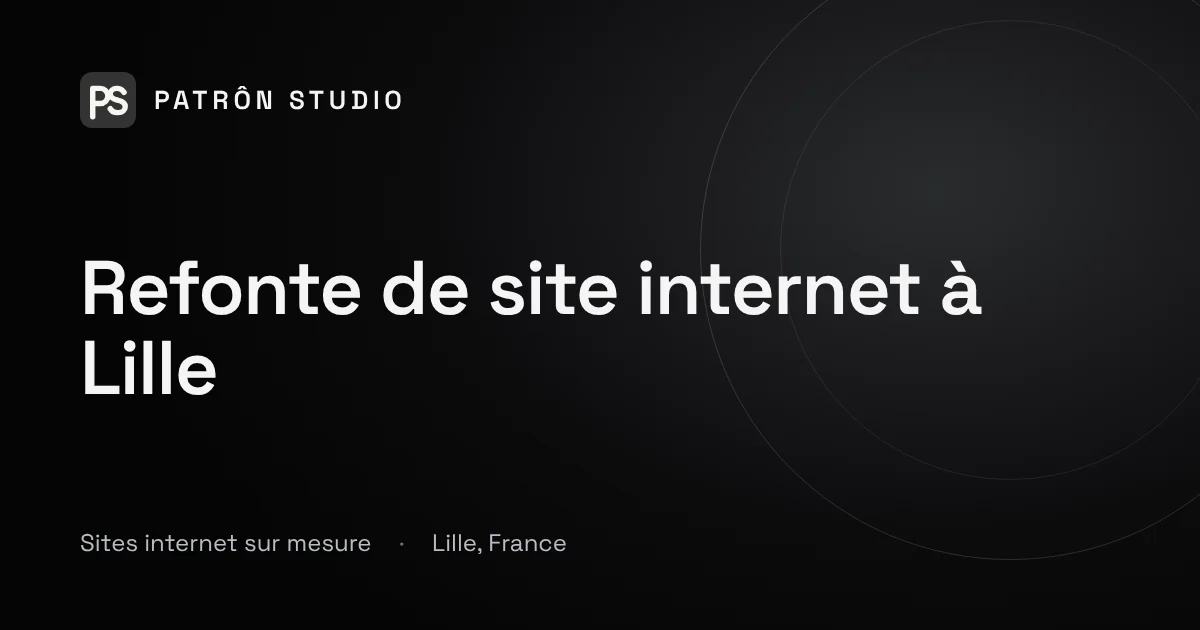 PS PATRÔN STUDIO
Refonte de site internet à
Lille
Sites internet sur mesure · Lille, France